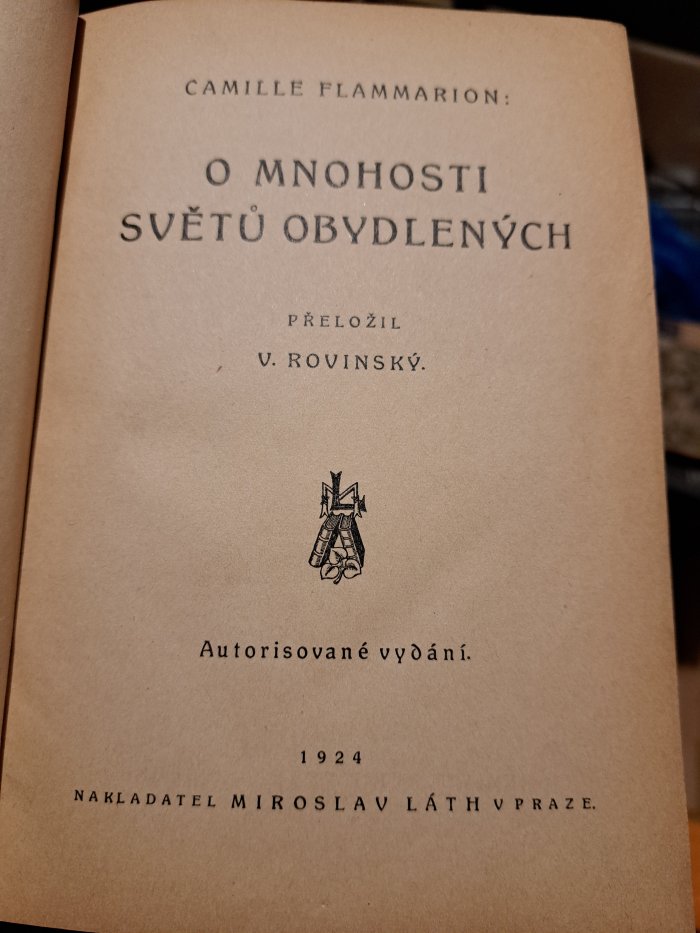 CAMILLE FLAMMARION:
O MNOHOSTI
SVĚTŮ OBYDLENÝCH
PŘELOŽIL
V. ROVINSKÝ.
Autorisované vydání.
1924
NAKLADATEL MIROSLAV LÁTH V PRAZE.